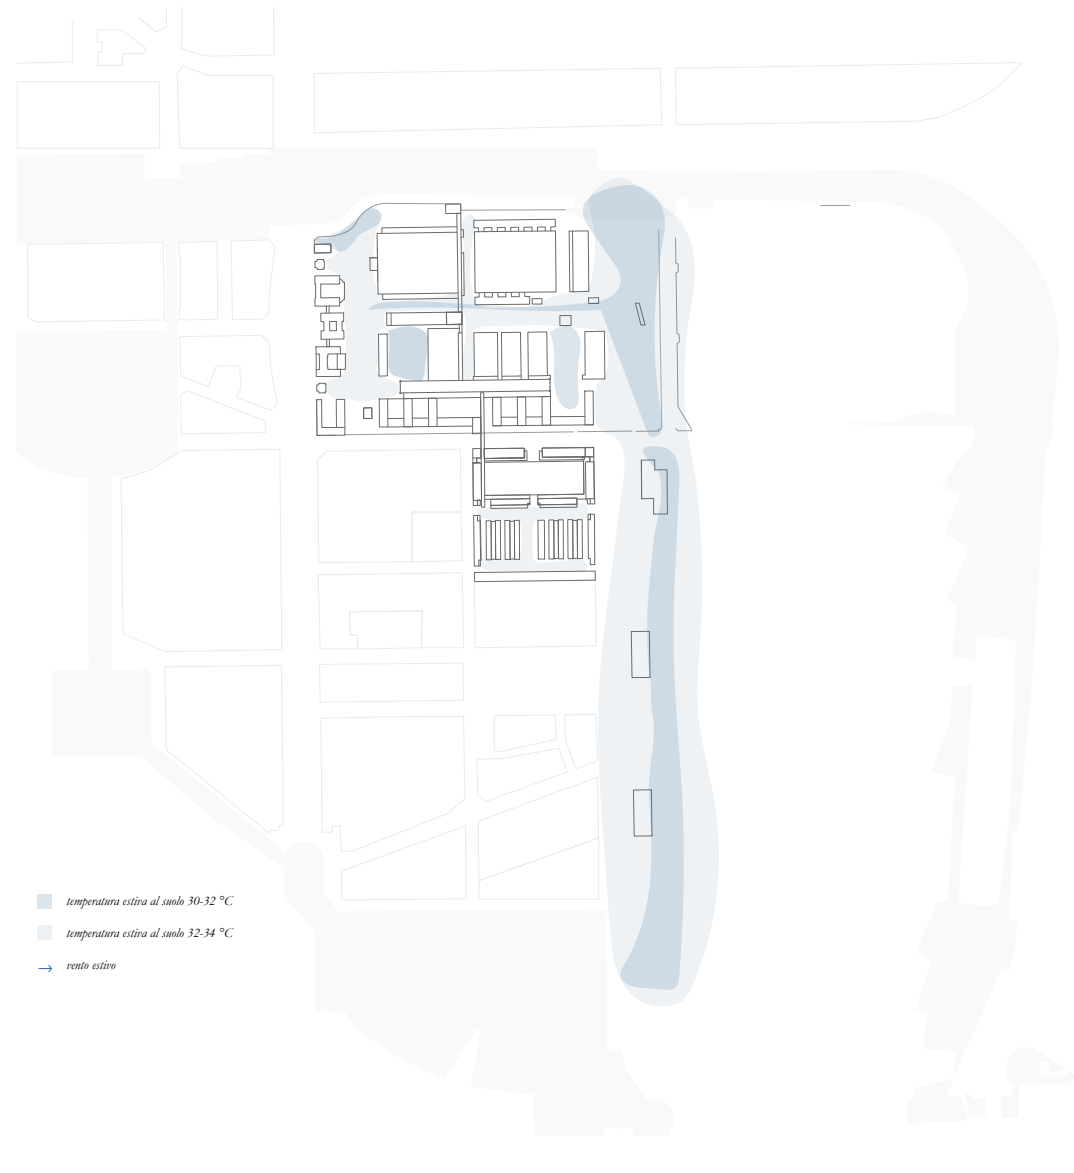 temperatura estiva al suolo 30-32 °C
temperatura estiva al suolo 32-34 °C
vento estivo